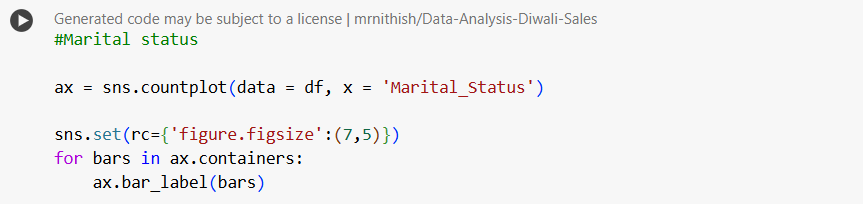 Generated code may be subject to a license | mrnithish/Data-Analysis-Diwali-Sales
#Marital status
ax = sns.countplot(data = df, x = 'Marital_Status')
sns.set(rc={'figure.figsize':(7,5)})
for bars in ax.containers:
    ax.bar_label(bars)